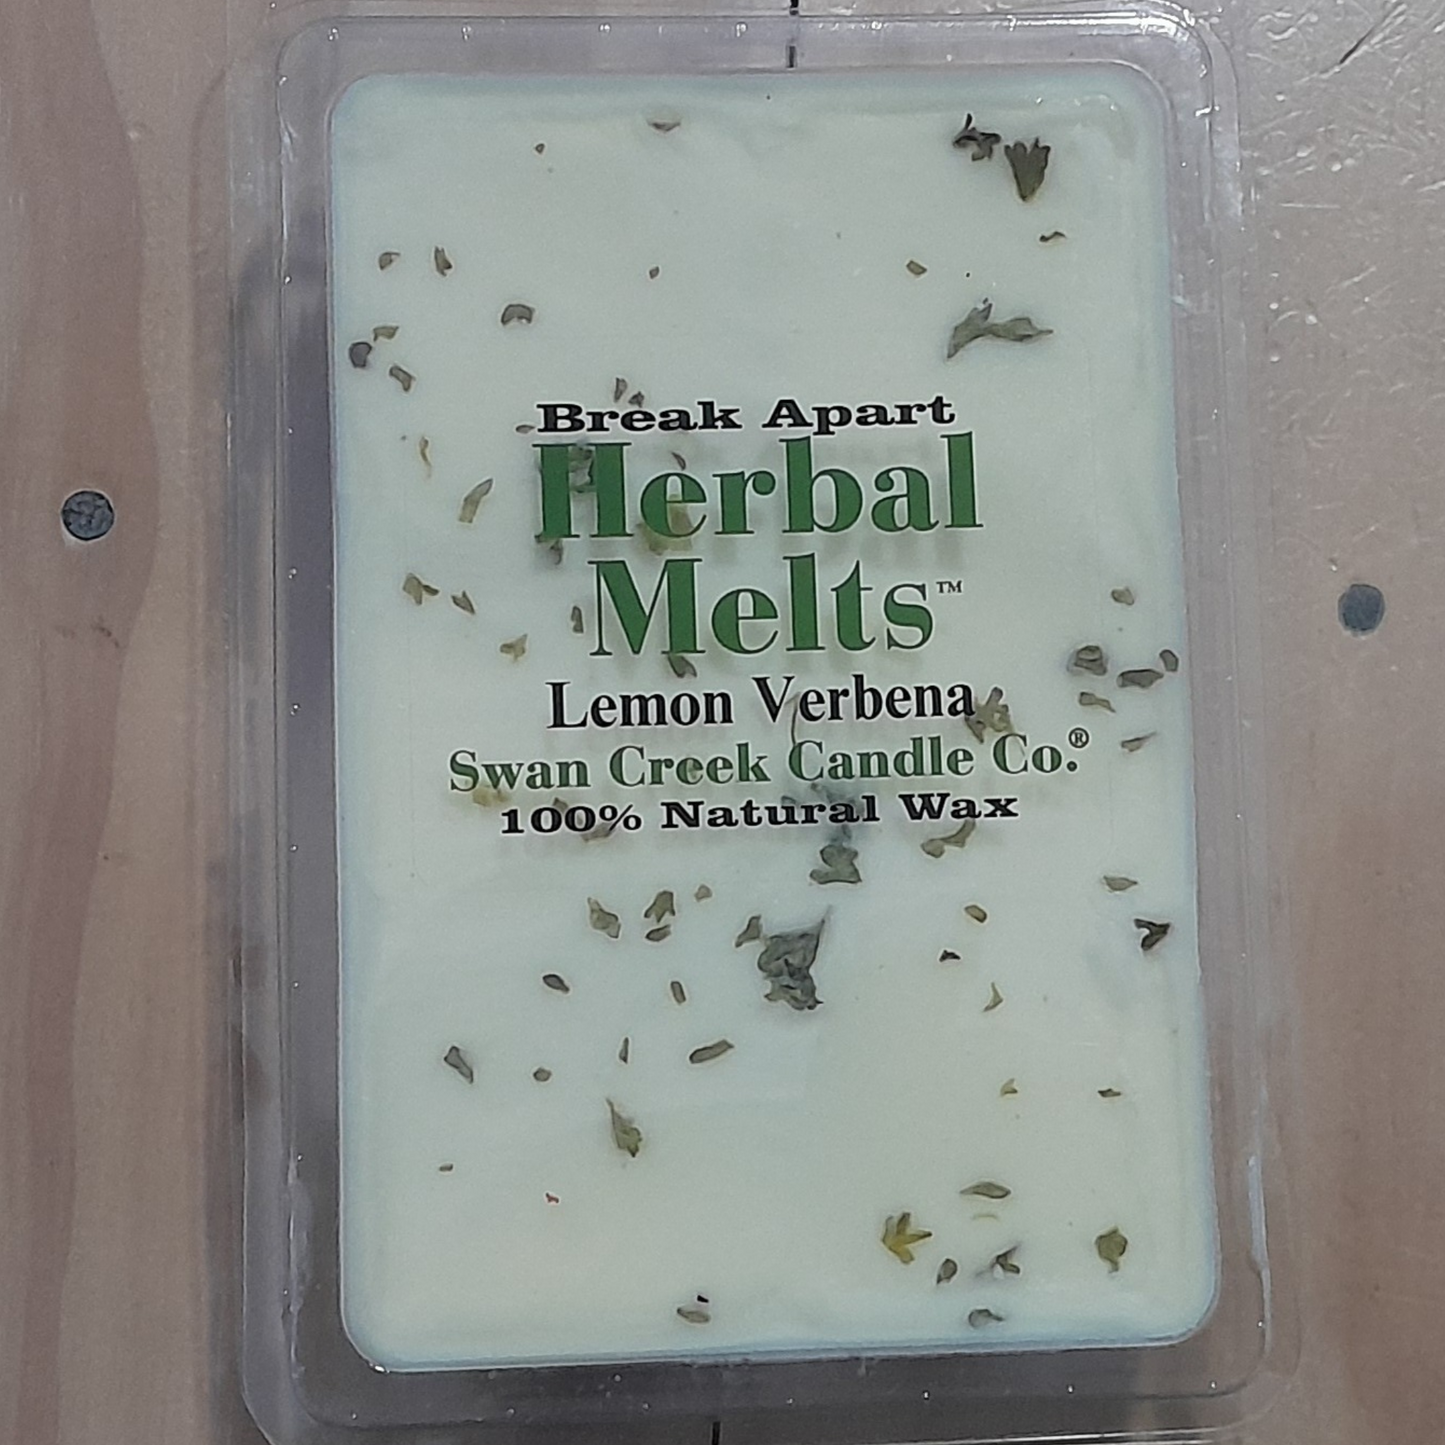 Break Apart
Herbal
Melts™
Lemon Verbena
Swan Creek Candle Co.®
100% Natural Wax